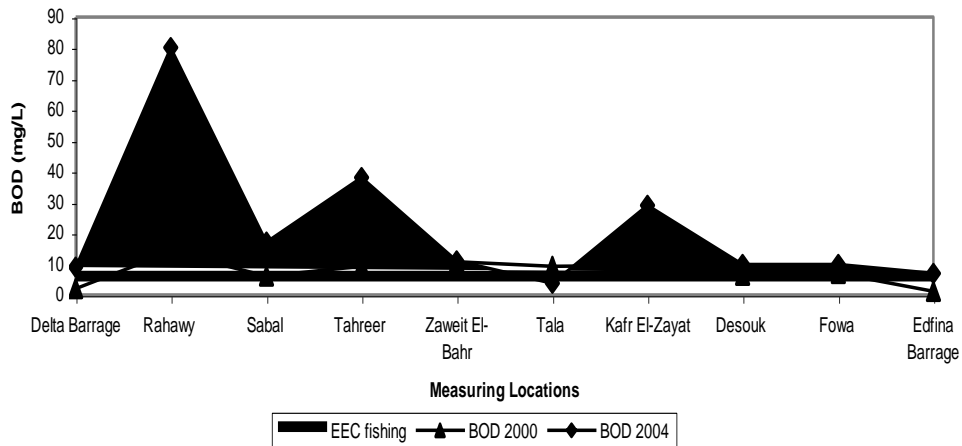 BOD (mg/L)
90
80
70
60
50
40
30
20
10
0
Delta Barrage
Rahawy
Sabal
Tahreer
Zaweit El-
Bahr
Tala
Kafr El-Zayat
Desouk
Fowa
Edfina
Barrage
Measuring Locations
EEC fishing
BOD 2000
BOD 2004